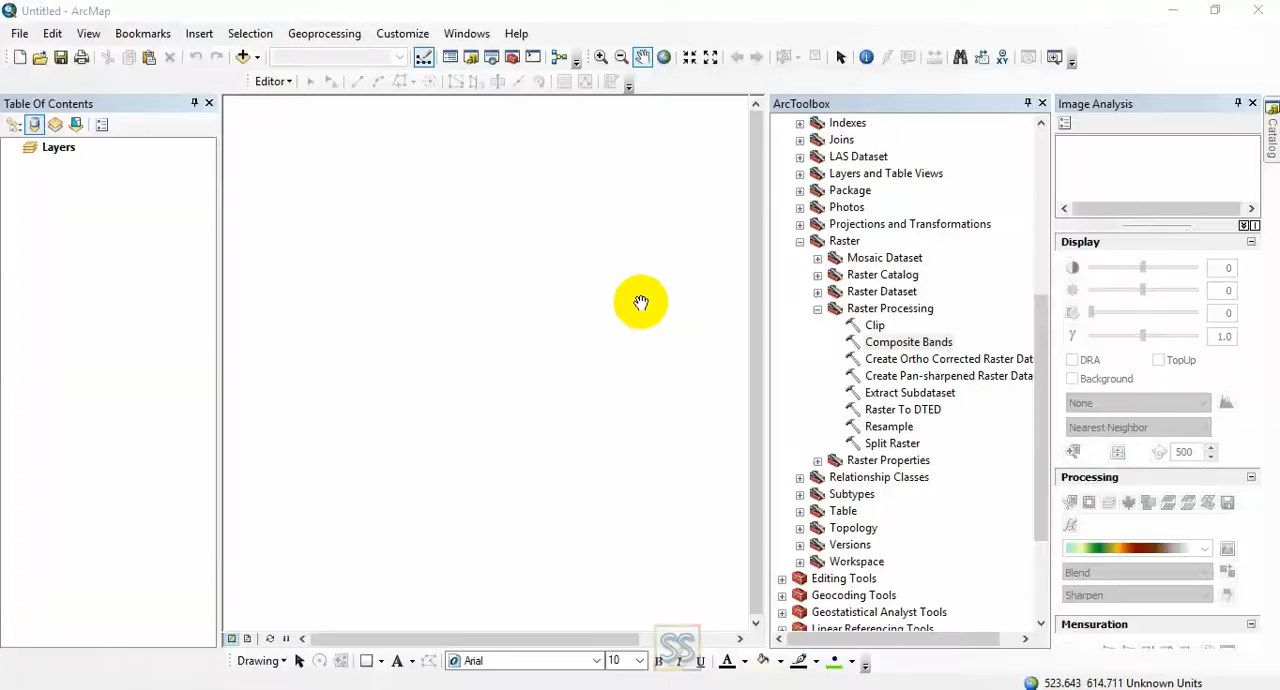 Untitled - ArcMap
File Edit View Bookmarks Insert Selection Geoprocessing Customize Windows Help
Editor
Table Of Contents
Layers
ArcToolbox
Indexes
Joins
LAS Dataset
Layers and Table Views
Package
Photos
Projections and Transformations
Raster
Mosaic Dataset
Raster Catalog
Raster Dataset
Raster Processing
Clip
Composite Bands
Create Ortho Corrected Raster Dat
Create Pan-sharpened Raster Data
Extract Subdataset
Raster To DTED
Resample
Split Raster
Raster Properties
Relationship Classes
Subtypes
Table
Topology
Versions
Workspace
Editing Tools
Geocoding Tools
Geostatistical Analyst Tools
Linear Referencing Tools
Image Analysis
Catalog
Display
0
0
0
1.0
DRA TopUp
Background
None
Nearest-Neighbor
500
Processing
Blend
Sharpen
Mensuration
Drawing A Arial 10 B I U A
SS
523.643 614.711 Unknown Units